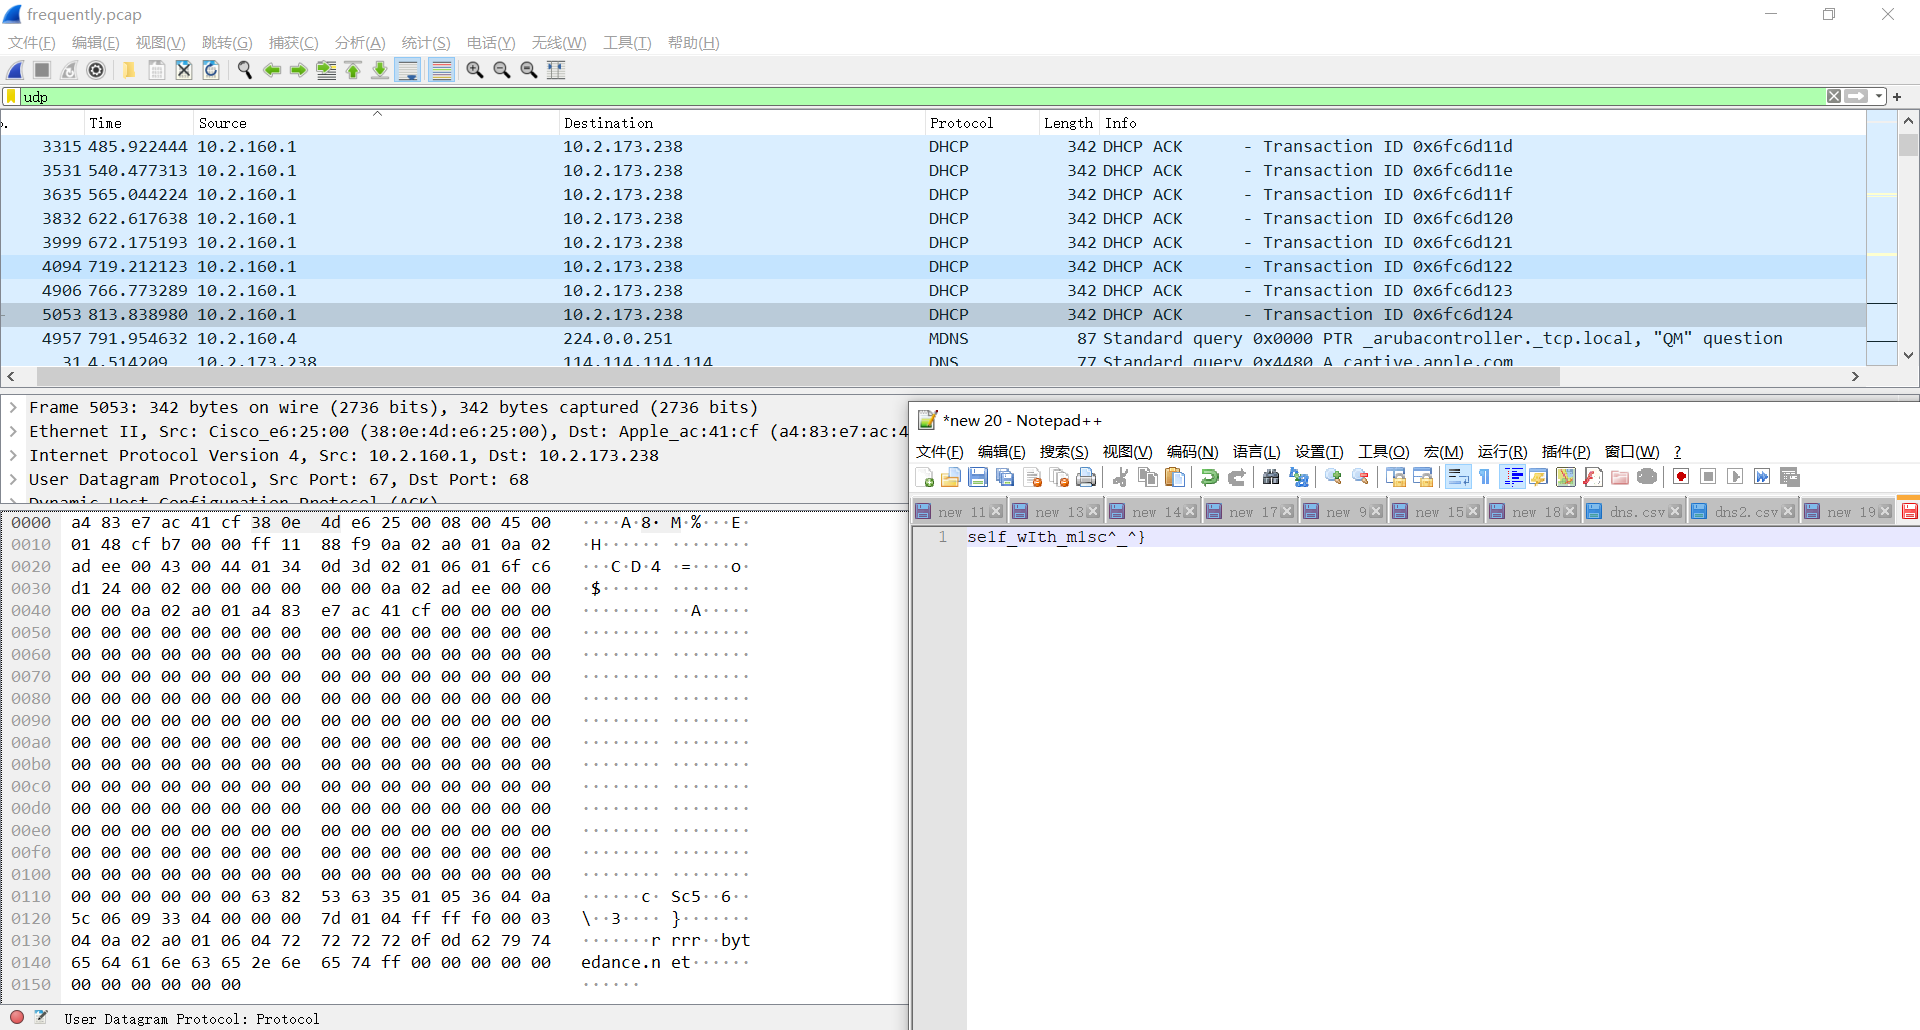 frequently.pcap
文件(F) 编辑(E) 视图(V) 跳转(G) 捕获(C) 分析(A) 统计(S) 电话(Y) 无线(W) 工具(T) 帮助(H)
udp
Time Source Destination Protocol Length Info
3315 485.922444 10.2.160.1 10.2.173.238 DHCP 342 DHCP ACK - Transaction ID 0x6fc6d11d
3531 540.477313 10.2.160.1 10.2.173.238 DHCP 342 DHCP ACK - Transaction ID 0x6fc6d11e
3635 565.044224 10.2.160.1 10.2.173.238 DHCP 342 DHCP ACK - Transaction ID 0x6fc6d11f
3832 622.617638 10.2.160.1 10.2.173.238 DHCP 342 DHCP ACK - Transaction ID 0x6fc6d120
3999 672.175193 10.2.160.1 10.2.173.238 DHCP 342 DHCP ACK - Transaction ID 0x6fc6d121
4094 719.212123 10.2.160.1 10.2.173.238 DHCP 342 DHCP ACK - Transaction ID 0x6fc6d122
4906 766.773289 10.2.160.1 10.2.173.238 DHCP 342 DHCP ACK - Transaction ID 0x6fc6d123
5053 813.838980 10.2.160.1 10.2.173.238 DHCP 342 DHCP ACK - Transaction ID 0x6fc6d124
4957 791.954632 10.2.160.4 224.0.0.251 MDNS 87 Standard query 0x0000 PTR _arubacontroller._tcp.local, "QM" question
31 4.514209 10.2.173.238 114.114.114.114 DNS 77 Standard query 0x4480 A captive.apple.com
Frame 5053: 342 bytes on wire (2736 bits), 342 bytes captured (2736 bits)
Ethernet II, Src: Cisco_e6:25:00 (38:0e:4d:e6:25:00), Dst: Apple_ac:41:cf (a4:83:e7:ac:4
Internet Protocol Version 4, Src: 10.2.160.1, Dst: 10.2.173.238
User Datagram Protocol, Src Port: 67, Dst Port: 68
Dynamic Host Configuration Protocol (ACK)
0000 a4 83 e7 ac 41 cf 38 0e 4d e6 25 00 08 00 45 00 ····A·8· M·%···E·
0010 01 48 cf b7 00 00 ff 11 88 f9 0a 02 a0 01 0a 02 ·H······ ········
0020 ad ee 00 43 00 44 01 34 0d 3d 02 01 06 01 6f c6 ···C·D·4 ·=····o·
0030 d1 24 00 02 00 00 00 00 00 00 0a 02 ad ee 00 00 ·$······ ········
0040 00 00 0a 02 a0 01 a4 83 e7 ac 41 cf 00 00 00 00 ········ ··A·····
0050 00 00 00 00 00 00 00 00 00 00 00 00 00 00 00 00 ········ ········
0060 00 00 00 00 00 00 00 00 00 00 00 00 00 00 00 00 ········ ········
0070 00 00 00 00 00 00 00 00 00 00 00 00 00 00 00 00 ········ ········
0080 00 00 00 00 00 00 00 00 00 00 00 00 00 00 00 00 ········ ········
0090 00 00 00 00 00 00 00 00 00 00 00 00 00 00 00 00 ········ ········
00a0 00 00 00 00 00 00 00 00 00 00 00 00 00 00 00 00 ········ ········
00b0 00 00 00 00 00 00 00 00 00 00 00 00 00 00 00 00 ········ ········
00c0 00 00 00 00 00 00 00 00 00 00 00 00 00 00 00 00 ········ ········
00d0 00 00 00 00 00 00 00 00 00 00 00 00 00 00 00 00 ········ ········
00e0 00 00 00 00 00 00 00 00 00 00 00 00 00 00 00 00 ········ ········
00f0 00 00 00 00 00 00 00 00 00 00 00 00 00 00 00 00 ········ ········
0100 00 00 00 00 00 00 00 00 00 00 00 00 00 00 00 00 ········ ········
0110 00 00 00 00 00 00 63 82 53 63 35 01 05 36 04 0a ······c· Sc5··6··
0120 5c 06 09 33 04 00 00 00 7d 01 04 ff ff f0 00 03 \··3···· }·······
0130 04 0a 02 a0 01 06 04 72 72 72 72 0f 0d 62 79 74 ·······r rrr··byt
0140 65 64 61 6e 63 65 2e 6e 65 74 ff 00 00 00 00 00 edance.n et······
0150 00 00 00 00 00 00 ······
User Datagram Protocol: Protocol
*new 20 - Notepad++
文件(F) 编辑(E) 搜索(S) 视图(V) 编码(N) 语言(L) 设置(T) 工具(O) 宏(M) 运行(R) 插件(P) 窗口(W) ?
new 11 new 13 new 14 new 17 new 9 new 15 new 18 dns.csv dns2.csv new 19
1 se1f_wIth_m1sc^_^}